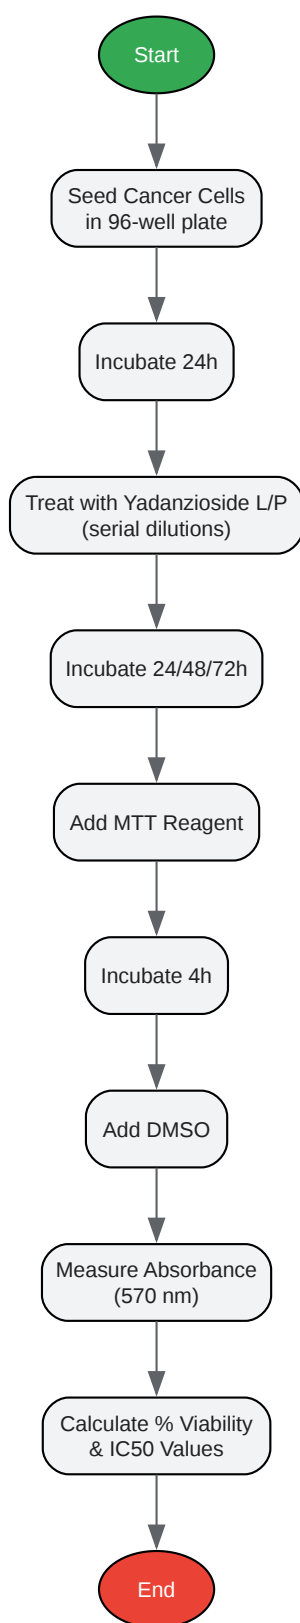 Start
Seed Cancer Cells
in 96-well plate
Incubate 24h
Treat with Yadanzioside L/P
(serial dilutions)
Incubate 24/48/72h
Add MTT Reagent
Incubate 4h
Add DMSO
Measure Absorbance
(570 nm)
Calculate % Viability
& IC50 Values
End